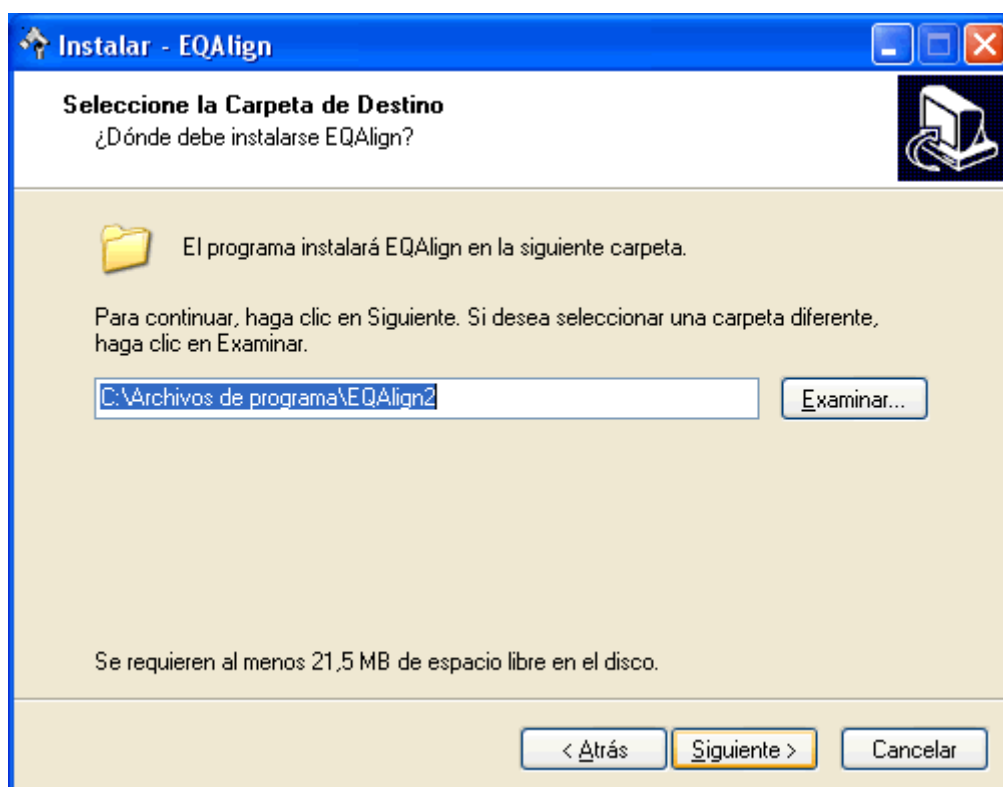 Instalar - EQAlign
Seleccione la Carpeta de Destino
¿Dónde debe instalarse EQAlign?
El programa instalará EQAlign en la siguiente carpeta.
Para continuar, haga clic en Siguiente. Si desea seleccionar una carpeta diferente,
haga clic en Examinar.
C:\Archivos de programa\EQAlign2
Examinar...
Se requieren al menos 21,5 MB de espacio libre en el disco.
< Atrás
Siguiente >
Cancelar